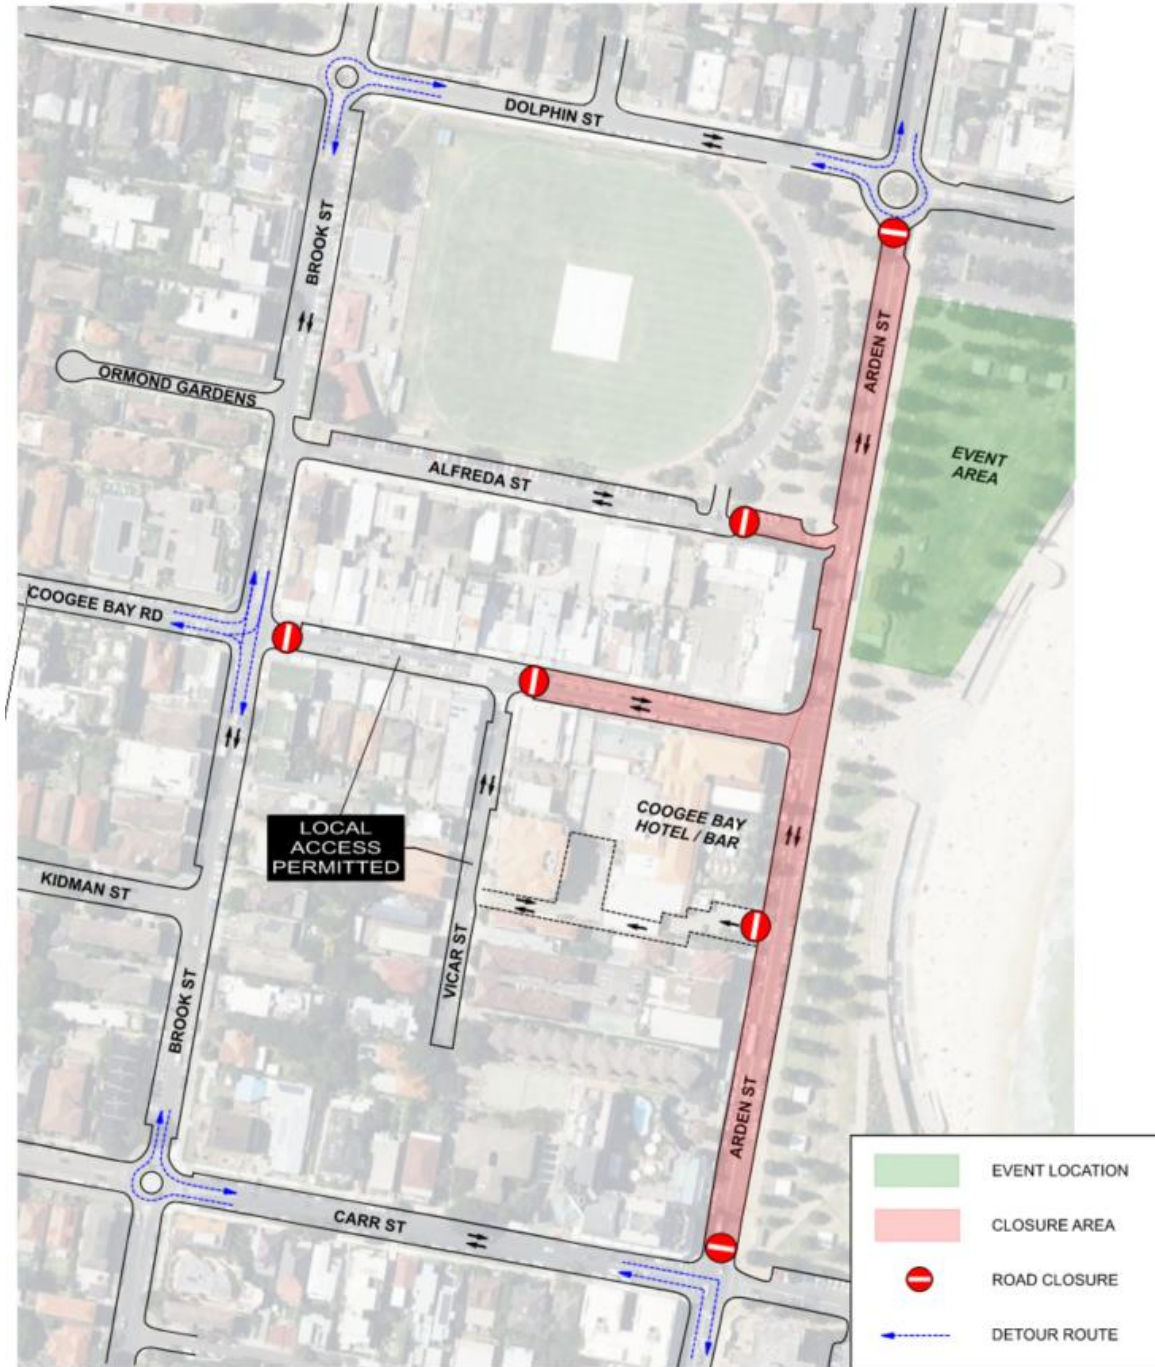 DOLPHIN ST
BROOK ST
ARDEN ST
ORMOND GARDENS
EVENT
AREA
ALFREDA ST
COOGEE BAY RD
LOCAL
ACCESS
PERMITTED
COOGEE BAY
HOTEL / BAR
KIDMAN ST
VICAR ST
BROOK ST
ARDEN ST
CARR ST
EVENT LOCATION
CLOSURE AREA
ROAD CLOSURE
DETOUR ROUTE